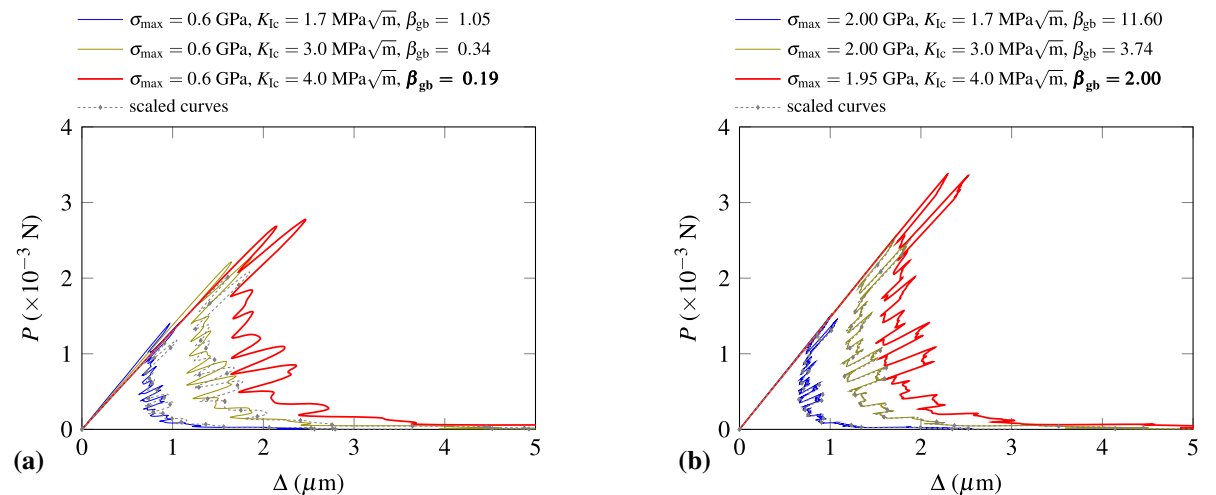 σmax = 0.6 GPa, KIc = 1.7 MPa√m, βgb = 1.05
σmax = 0.6 GPa, KIc = 3.0 MPa√m, βgb = 0.34
σmax = 0.6 GPa, KIc = 4.0 MPa√m, βgb = 0.19
scaled curves
4
3
2
1
0
P (×10−3 N)
0 1 2 3 4 5
Δ (μm)
(a)
σmax = 2.00 GPa, KIc = 1.7 MPa√m, βgb = 11.60
σmax = 2.00 GPa, KIc = 3.0 MPa√m, βgb = 3.74
σmax = 1.95 GPa, KIc = 4.0 MPa√m, βgb = 2.00
scaled curves
4
3
2
1
0
P (×10−3 N)
0 1 2 3 4 5
Δ (μm)
(b)